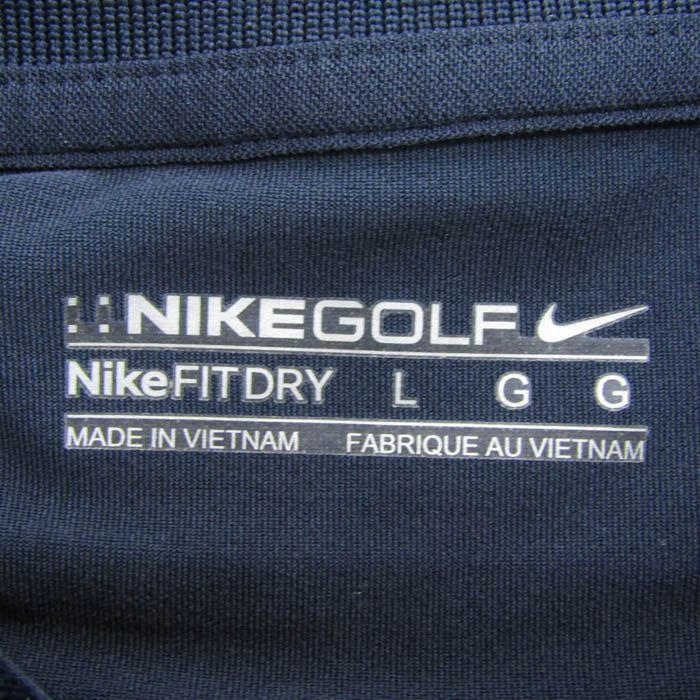 NIKEGOLF
NikeFITDRY L G G
MADE IN VIETNAM FABRIQUE AU VIETNAM